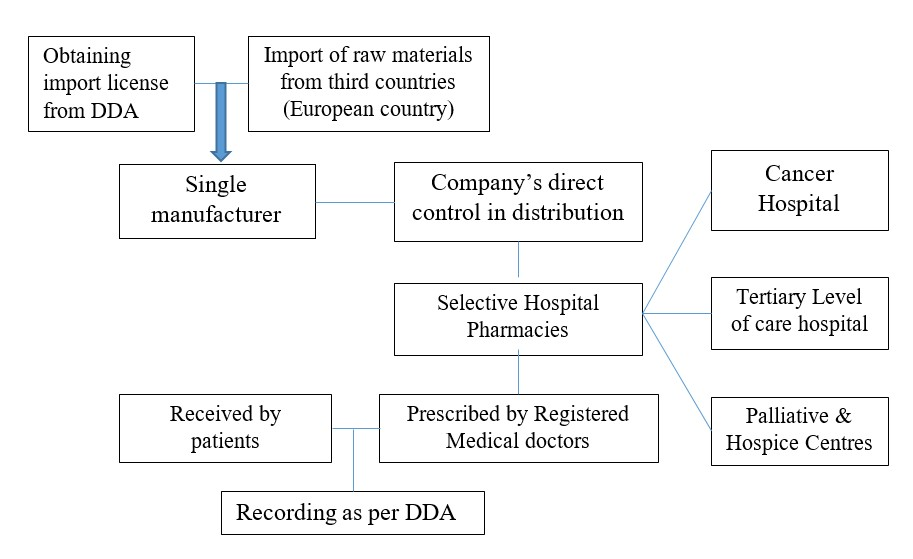 Obtaining
import license
from DDA
Import of raw materials
from third countries
(European country)
Single
manufacturer
Company’s direct
control in distribution
Cancer
Hospital
Selective Hospital
Pharmacies
Tertiary Level
of care hospital
Palliative &
Hospice Centres
Received by
patients
Prescribed by Registered
Medical doctors
Recording as per DDA